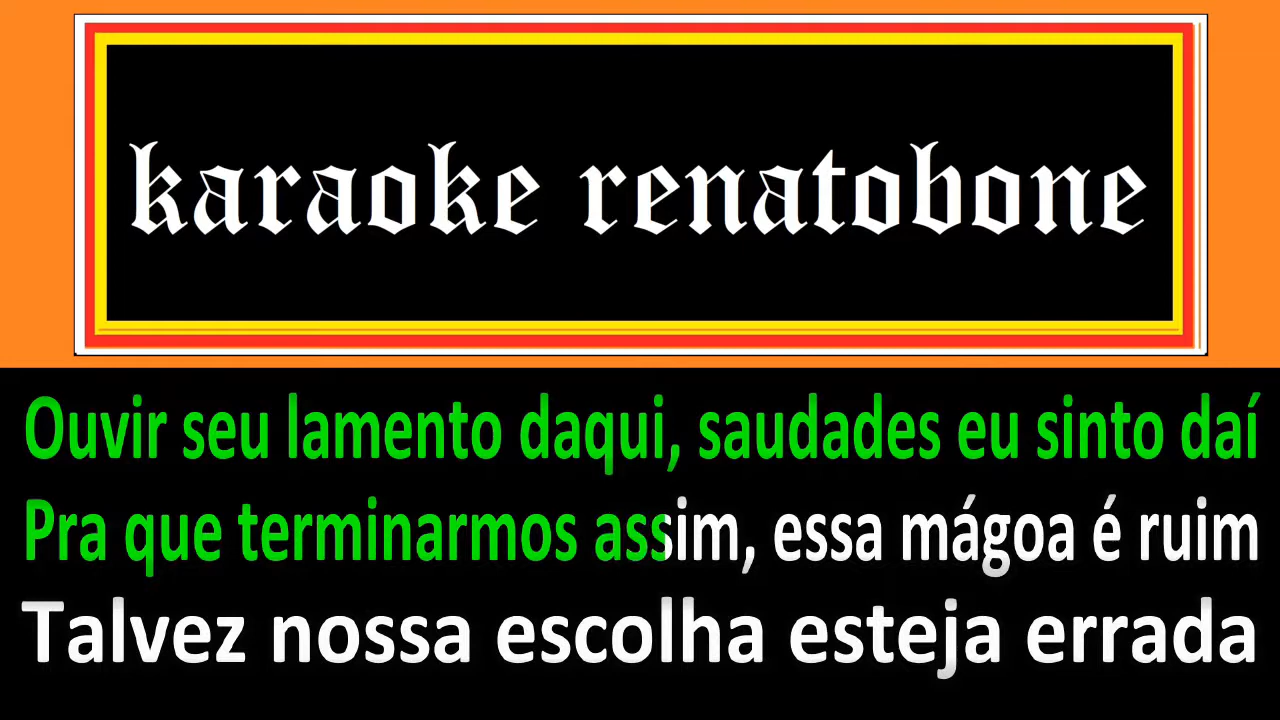 karaoke renatobone
Ouvir seu lamento daqui, saudades eu sinto daí
Pra que terminarmos assim, essa mágoa é ruim
Talvez nossa escolha esteja errada